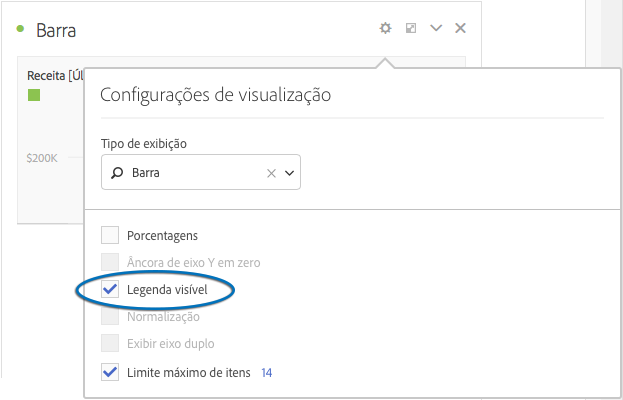 Barra
Receita [Úl
Configurações de visualização
$200K
Tipo de exibição
Barra
Porcentagens
Âncora de eixo Y em zero
Legenda visível
Normalização
Exibir eixo duplo
Limite máximo de itens 14